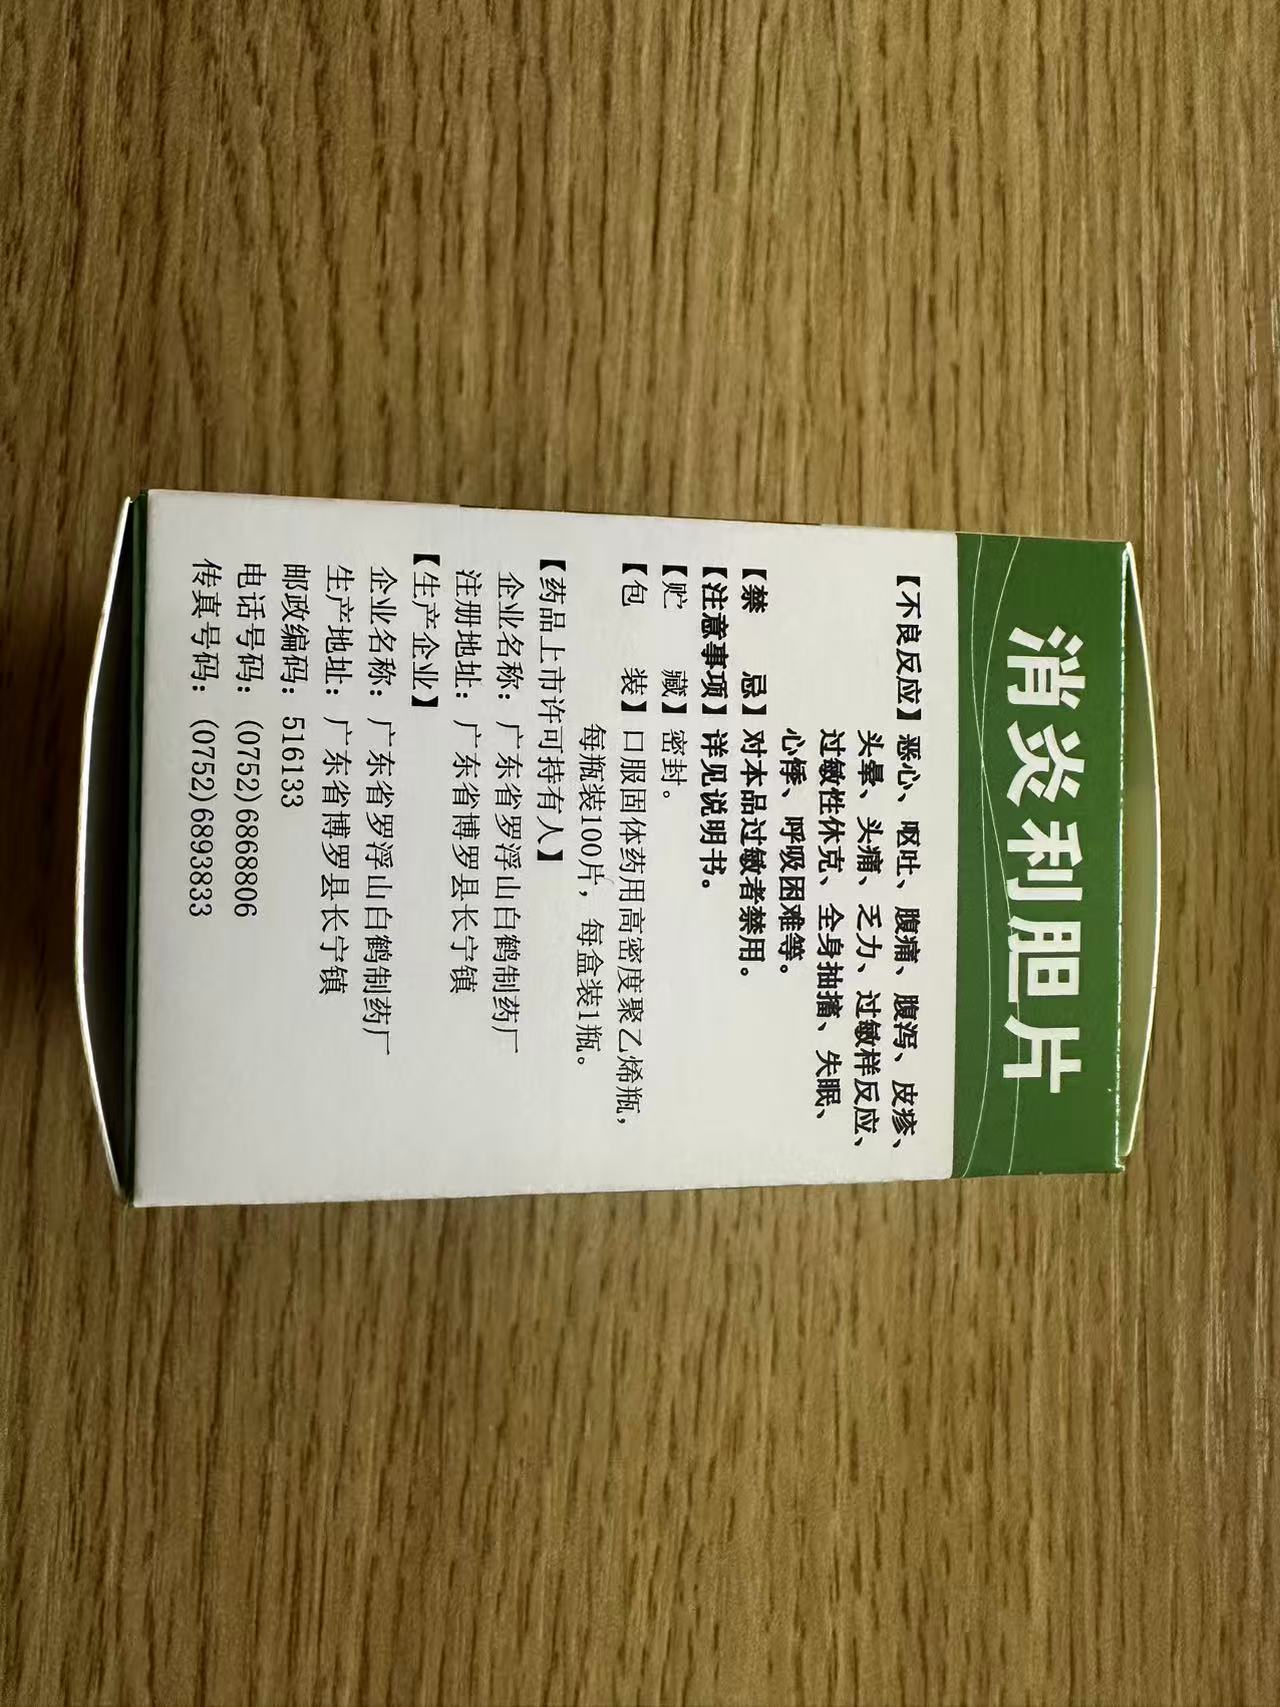 消炎利胆片
【不良反应】恶心、呕吐、腹痛、腹泻、皮疹、
头晕、头痛、乏力、过敏样反应、
过敏性休克、全身抽搐、失眠、
心悸、呼吸困难等。
【禁 忌】对本品过敏者禁用。
【注意事项】详见说明书。
【贮 藏】密封。
【包 装】口服固体药用高密度聚乙烯瓶,
每瓶装100片，每盒装1瓶。
【药品上市许可持有人】
企业名称：广东省罗浮山白鹤制药厂
注册地址：广东省博罗县长宁镇
【生产企业】
企业名称：广东省罗浮山白鹤制药厂
生产地址：广东省博罗县长宁镇
邮政编码：516133
电话号码：(0752)6868806
传真号码：(0752)6893833